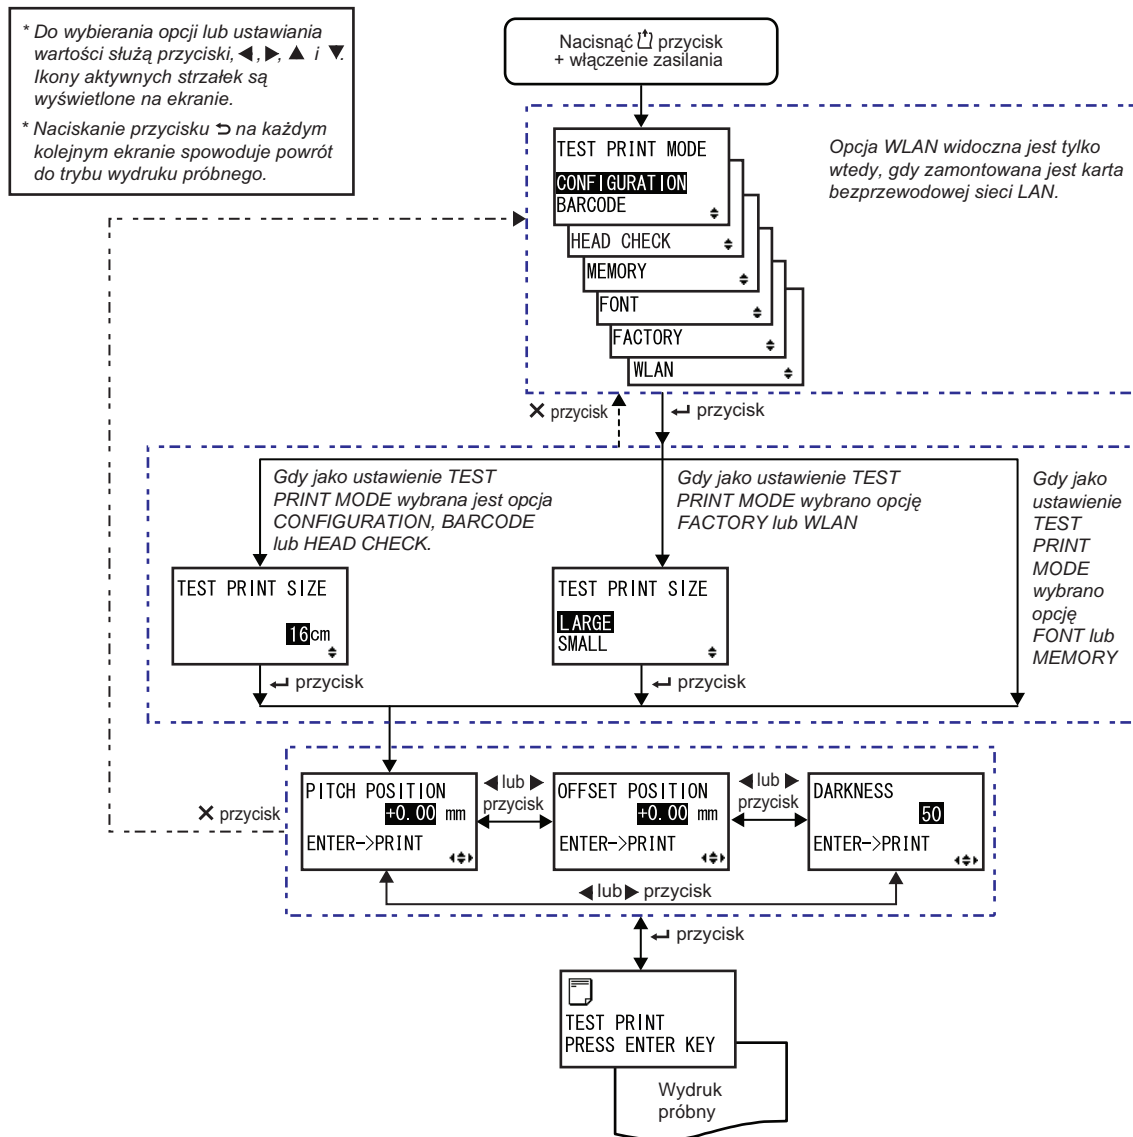 * Do wybierania opcji lub ustawiania
wartości służą przyciski, ◀, ▶, ▲ i ▼.
Ikony aktywnych strzałek są
wyświetlone na ekranie.
* Naciskanie przycisku ⮌ na każdym
kolejnym ekranie spowoduje powrót
do trybu wydruku próbnego.
Nacisnąć przycisk
+ włączenie zasilania
TEST PRINT MODE
CONFIGURATION
BARCODE
HEAD CHECK
MEMORY
FONT
FACTORY
WLAN
Opcja WLAN widoczna jest tylko
wtedy, gdy zamontowana jest karta
bezprzewodowej sieci LAN.
✕ przycisk
↵ przycisk
Gdy jako ustawienie TEST
PRINT MODE wybrana jest opcja
CONFIGURATION, BARCODE
lub HEAD CHECK.
Gdy jako ustawienie TEST
PRINT MODE wybrano opcję
FACTORY lub WLAN
Gdy jako
ustawienie
TEST
PRINT
MODE
wybrano
opcję
FONT lub
MEMORY
TEST PRINT SIZE
16cm
TEST PRINT SIZE
LARGE
SMALL
↵ przycisk
↵ przycisk
✕ przycisk
PITCH POSITION
+0.00 mm
ENTER->PRINT
◀ lub ▶
przycisk
OFFSET POSITION
+0.00 mm
ENTER->PRINT
◀ lub ▶
przycisk
DARKNESS
50
ENTER->PRINT
◀ lub ▶ przycisk
↵ przycisk
TEST PRINT
PRESS ENTER KEY
Wydruk
próbny